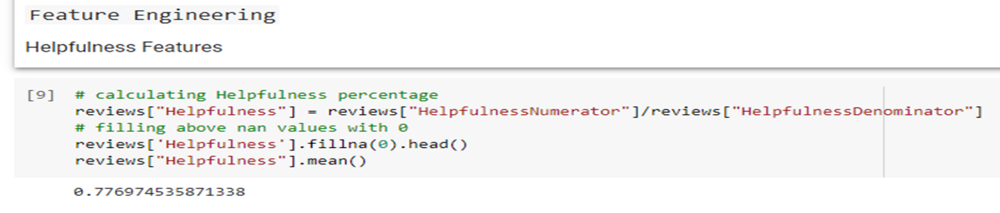 Feature Engineering
Helpfulness Features
[9] # calculating Helpfulness percentage
reviews["Helpfulness"] = reviews["HelpfulnessNumerator"]/reviews["HelpfulnessDenominator"]
# filling above nan values with 0
reviews['Helpfulness'].fillna(0).head()
reviews["Helpfulness"].mean()
0.776974535871338